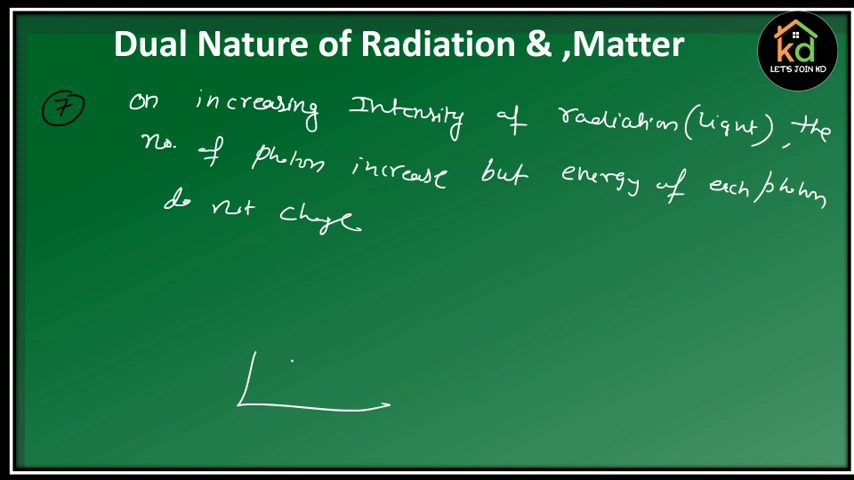 Dual Nature of Radiation & ,Matter
kd
LET'S JOIN KD
7 on increasing Intensity of radiation (light), the
no. of photon increase but energy of each photon
do not change